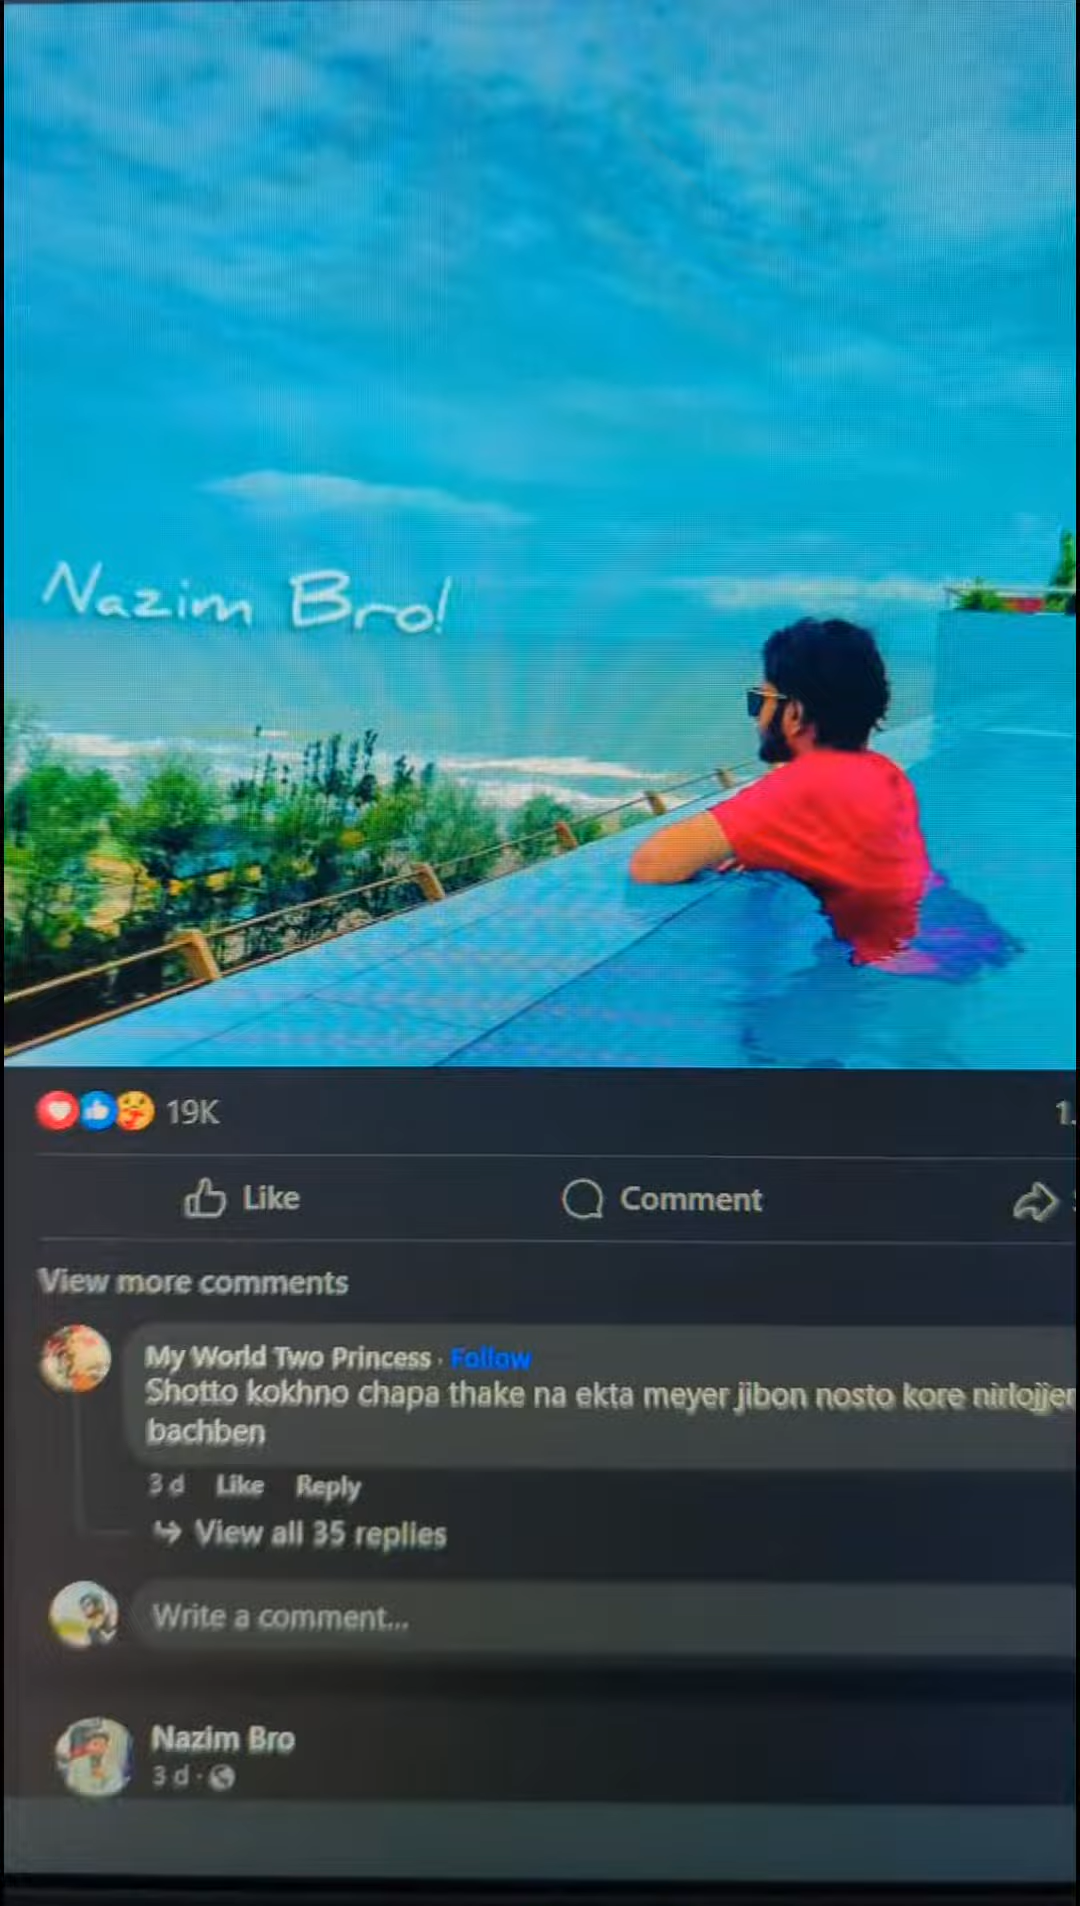 Nazim Bro!
19K
1.
Like
Comment
View more comments
My World Two Princess · Follow
Shotto kokhno chapa thake na ekta meyer jibon nosto kore nirlojjer
bachben
3 d Like Reply
View all 35 replies
Write a comment...
Nazim Bro
3 d ·